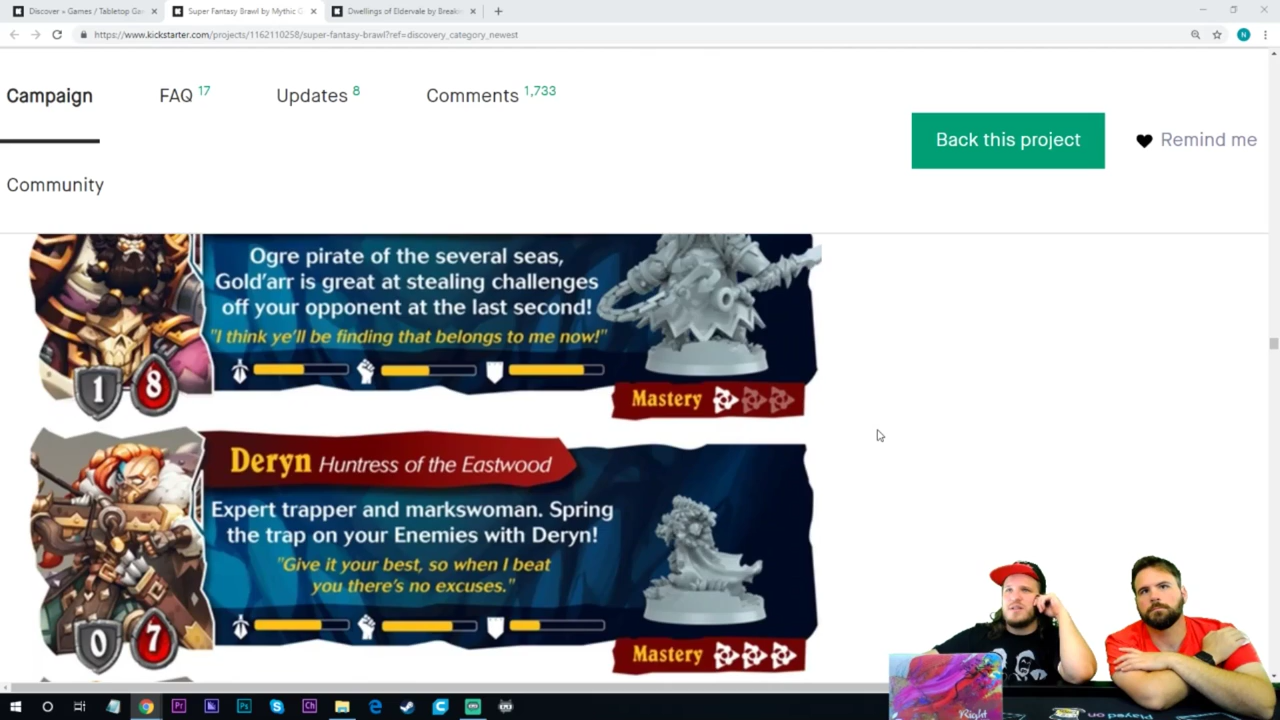 Discover » Games / Tabletop Ga
Super Fantasy Brawl by Mythic G
Dwellings of Eldervale by Break
https://www.kickstarter.com/projects/1162110258/super-fantasy-brawl?ref=discovery_category_newest
N
Campaign
FAQ 17
Updates 8
Comments 1,733
Back this project
Remind me
Community
Ogre pirate of the several seas,
Gold'arr is great at stealing challenges
off your opponent at the last second!
"I think ye'll be finding that belongs to me now!"
1 8
Mastery
Deryn Huntress of the Eastwood
Expert trapper and markswoman. Spring
the trap on your Enemies with Deryn!
"Give it your best, so when I beat
you there's no excuses."
0 7
Mastery
Right
Pr
Ps
Ch